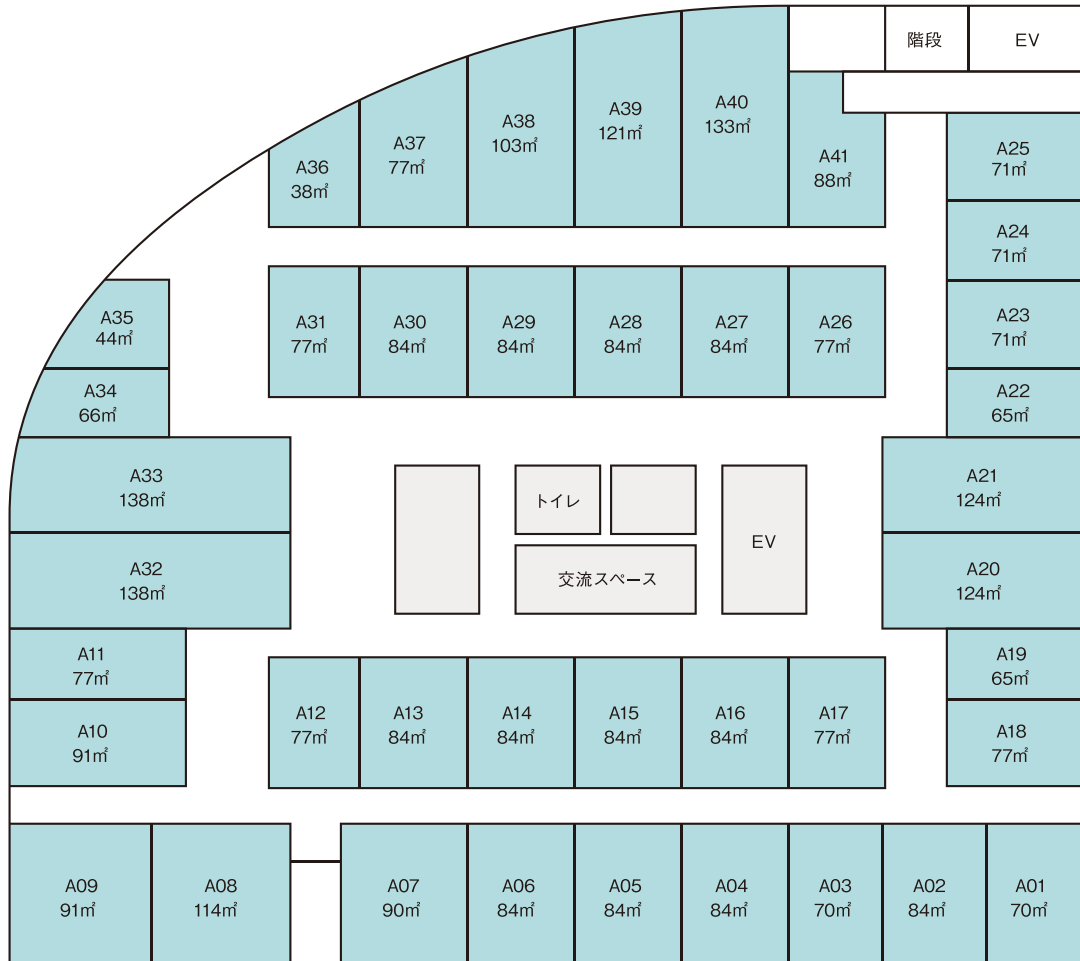 階段
EV
A36
38㎡
A37
77㎡
A38
103㎡
A39
121㎡
A40
133㎡
A41
88㎡
A25
71㎡
A24
71㎡
A23
71㎡
A22
65㎡
A35
44㎡
A34
66㎡
A31
77㎡
A30
84㎡
A29
84㎡
A28
84㎡
A27
84㎡
A26
77㎡
A33
138㎡
A32
138㎡
トイレ
交流スペース
EV
A21
124㎡
A20
124㎡
A11
77㎡
A10
91㎡
A12
77㎡
A13
84㎡
A14
84㎡
A15
84㎡
A16
84㎡
A17
77㎡
A19
65㎡
A18
77㎡
A09
91㎡
A08
114㎡
A07
90㎡
A06
84㎡
A05
84㎡
A04
84㎡
A03
70㎡
A02
84㎡
A01
70㎡